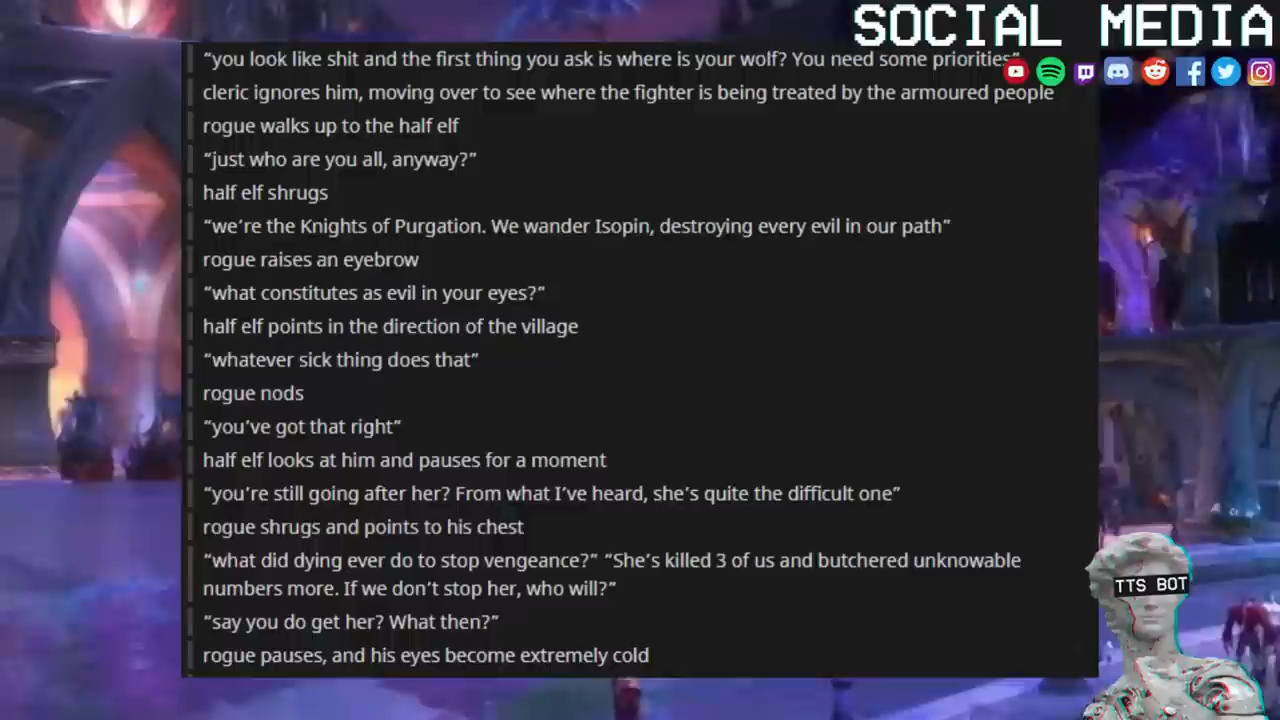 SOCIAL MEDIA
“you look like shit and the first thing you ask is where is your wolf? You need some priorities”
cleric ignores him, moving over to see where the fighter is being treated by the armoured people
rogue walks up to the half elf
“just who are you all, anyway?”
half elf shrugs
“we’re the Knights of Purgation. We wander Isopin, destroying every evil in our path”
rogue raises an eyebrow
“what constitutes as evil in your eyes?”
half elf points in the direction of the village
“whatever sick thing does that”
rogue nods
“you’ve got that right”
half elf looks at him and pauses for a moment
“you’re still going after her? From what I’ve heard, she’s quite the difficult one”
rogue shrugs and points to his chest
“what did dying ever do to stop vengeance?” “She’s killed 3 of us and butchered unknowable
numbers more. If we don’t stop her, who will?”
“say you do get her? What then?”
rogue pauses, and his eyes become extremely cold
TTS BOT